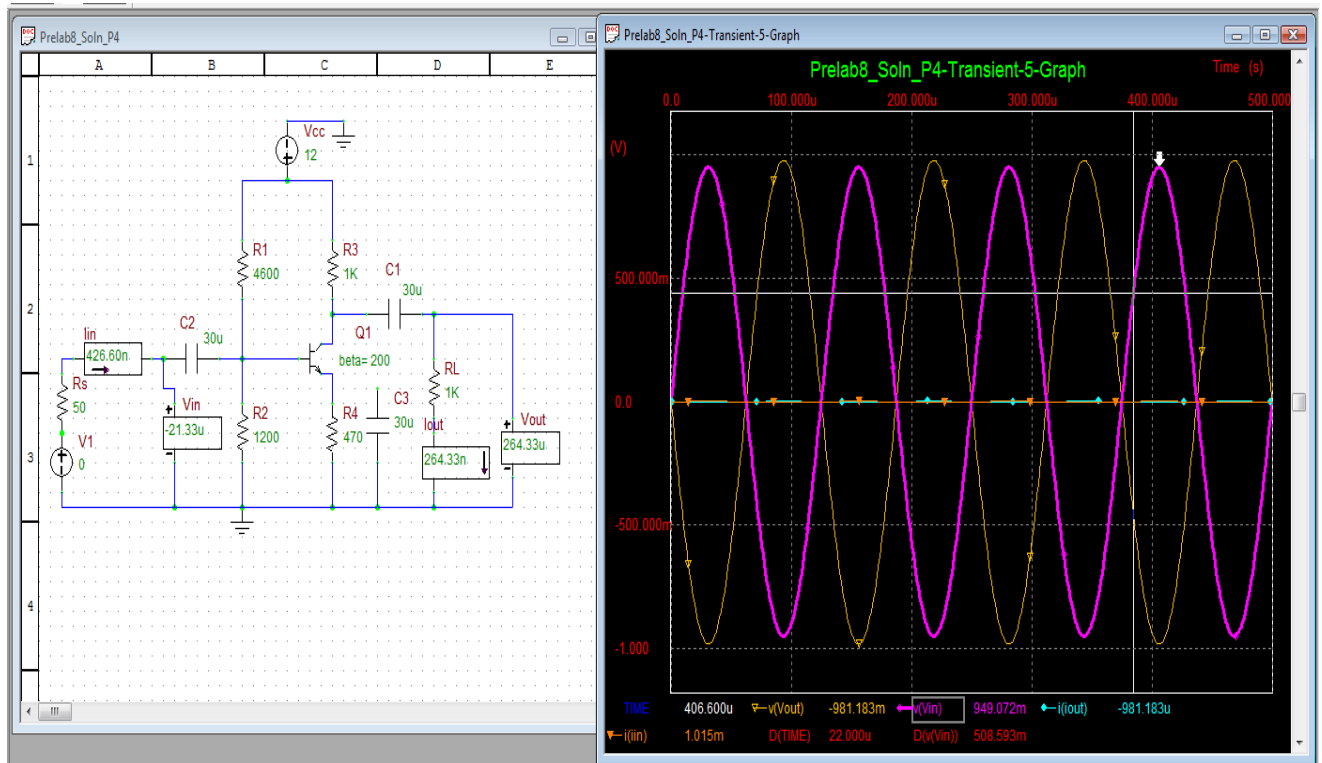 Prelab8_Soln_P4
A B C D E
1
2
3
4
Vcc
12
R1
4600
R3
1K
C1
30u
C2
30u
Q1
beta= 200
Iin
426.60n
Rs
50
Vin
+
-21.33u
-
V1
0
R2
1200
R4
470
C3
30u
RL
1K
Iout
264.33n
Vout
+
264.33u
-
Prelab8_Soln_P4-Transient-5-Graph
Prelab8_Soln_P4-Transient-5-Graph
Time (s)
0.0 100.000u 200.000u 300.000u 400.000u 500.000
(V)
500.000m
0.0
-500.000m
-1.000
TIME 406.600u v(Vout) -981.183m v(Vin) 949.072m i(iout) -981.183u
i(iin) 1.015m D(TIME) 22.000u D(v(Vin)) 508.593m